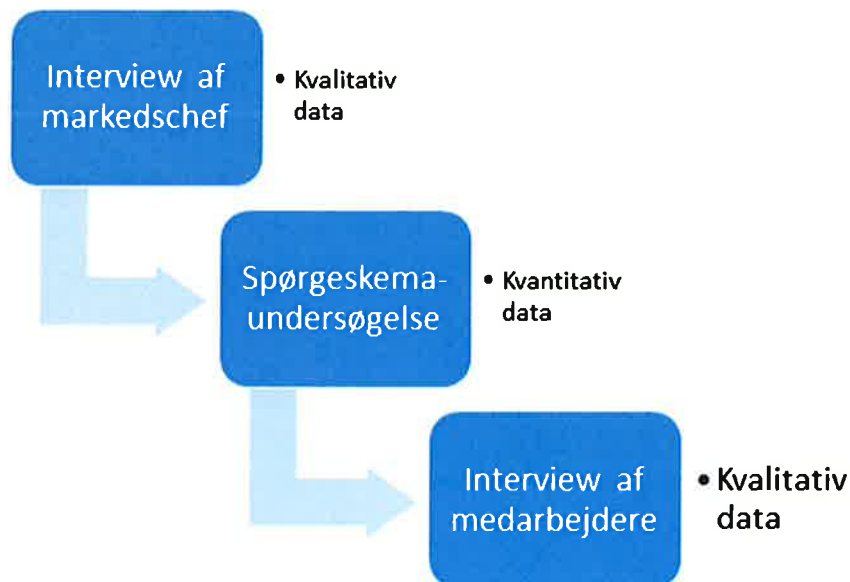 Interview af
markedschef
• Kvalitativ
data
Spørgeskema-
undersøgelse
• Kvantitativ
data
Interview af
medarbejdere
• Kvalitativ
data